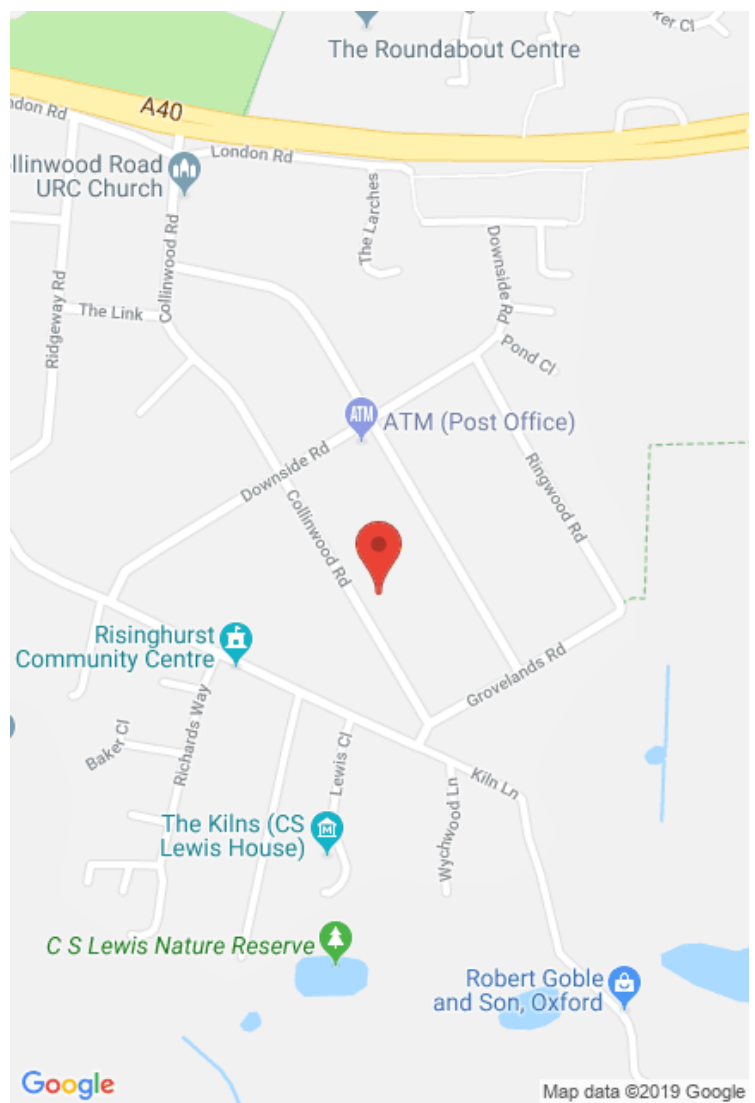 The Roundabout Centre
ker Cl
A40
ndon Rd
London Rd
llinwood Road
URC Church
Collinwood Rd
The Larches
Downside Rd
Ridgeway Rd
The Link
Pond Cl
ATM
ATM (Post Office)
Downside Rd
Ringwood Rd
Collinwood Rd
Risinghurst
Community Centre
Grovelands Rd
Richards Way
Baker Cl
Lewis Cl
Kiln Ln
Wychwood Ln
The Kilns (CS
Lewis House)
M
C S Lewis Nature Reserve
Robert Goble
and Son, Oxford
Google
Map data ©2019 Google